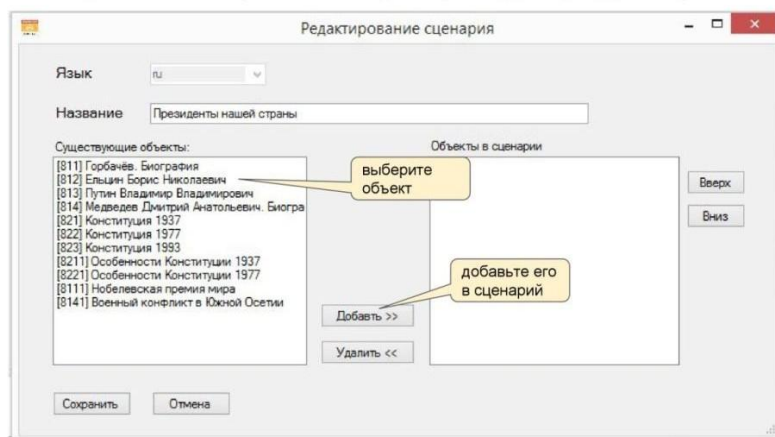 Редактирование сценария
Язык
ru
Название
Президенты нашей страны
Существующие объекты:
Объекты в сценарии
[811] Горбачёв. Биография
[812] Ельцин Борис Николаевич
[813] Путин Владимир Владимирович
[814] Медведев Дмитрий Анатольевич. Биогра
[821] Конституция 1937
[822] Конституция 1977
[823] Конституция 1993
[8211] Особенности Конституции 1937
[8221] Особенности Конституции 1977
[8111] Нобелевская премия мира
[8141] Военный конфликт в Южной Осетии
выберите
объект
Вверх
Вниз
добавьте его
в сценарий
Добавть >>
Удалить <<
Сохранить
Отмена